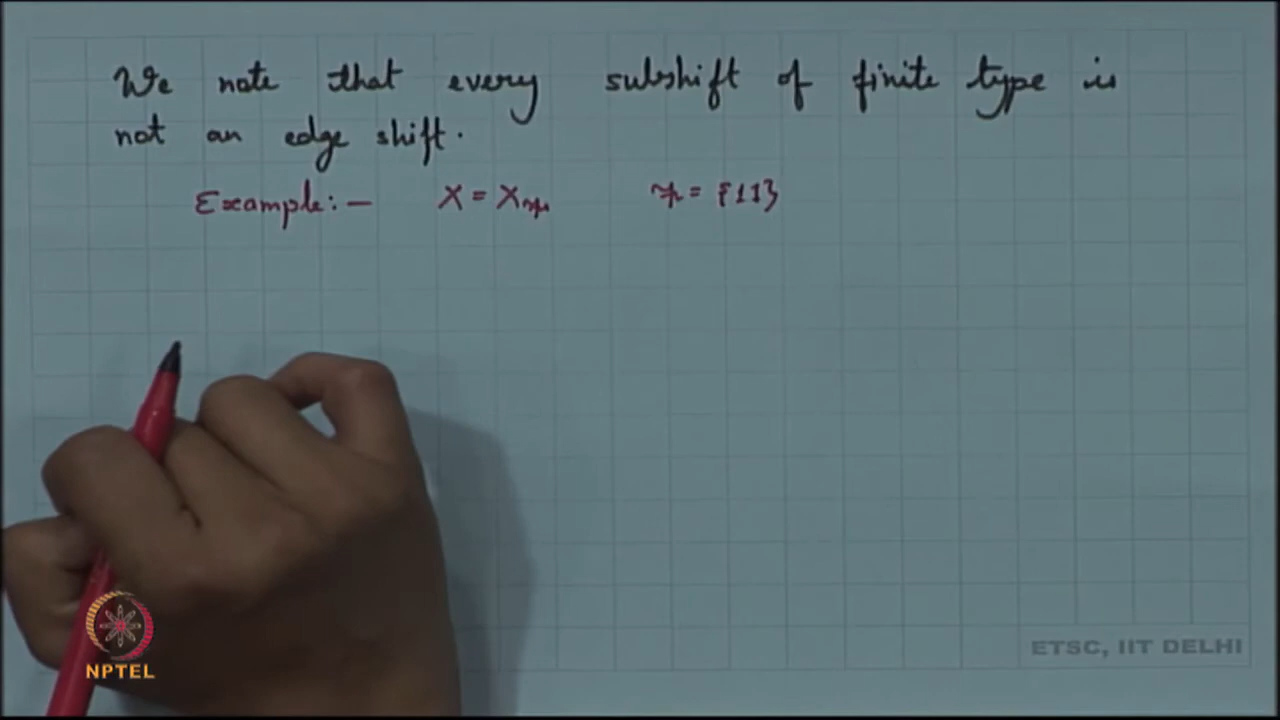 We note that every subshift of finite type is
not an edge shift.
Example:— X = X𝓕 𝓕 = {11}
NPTEL
ETSC, IIT DELHI